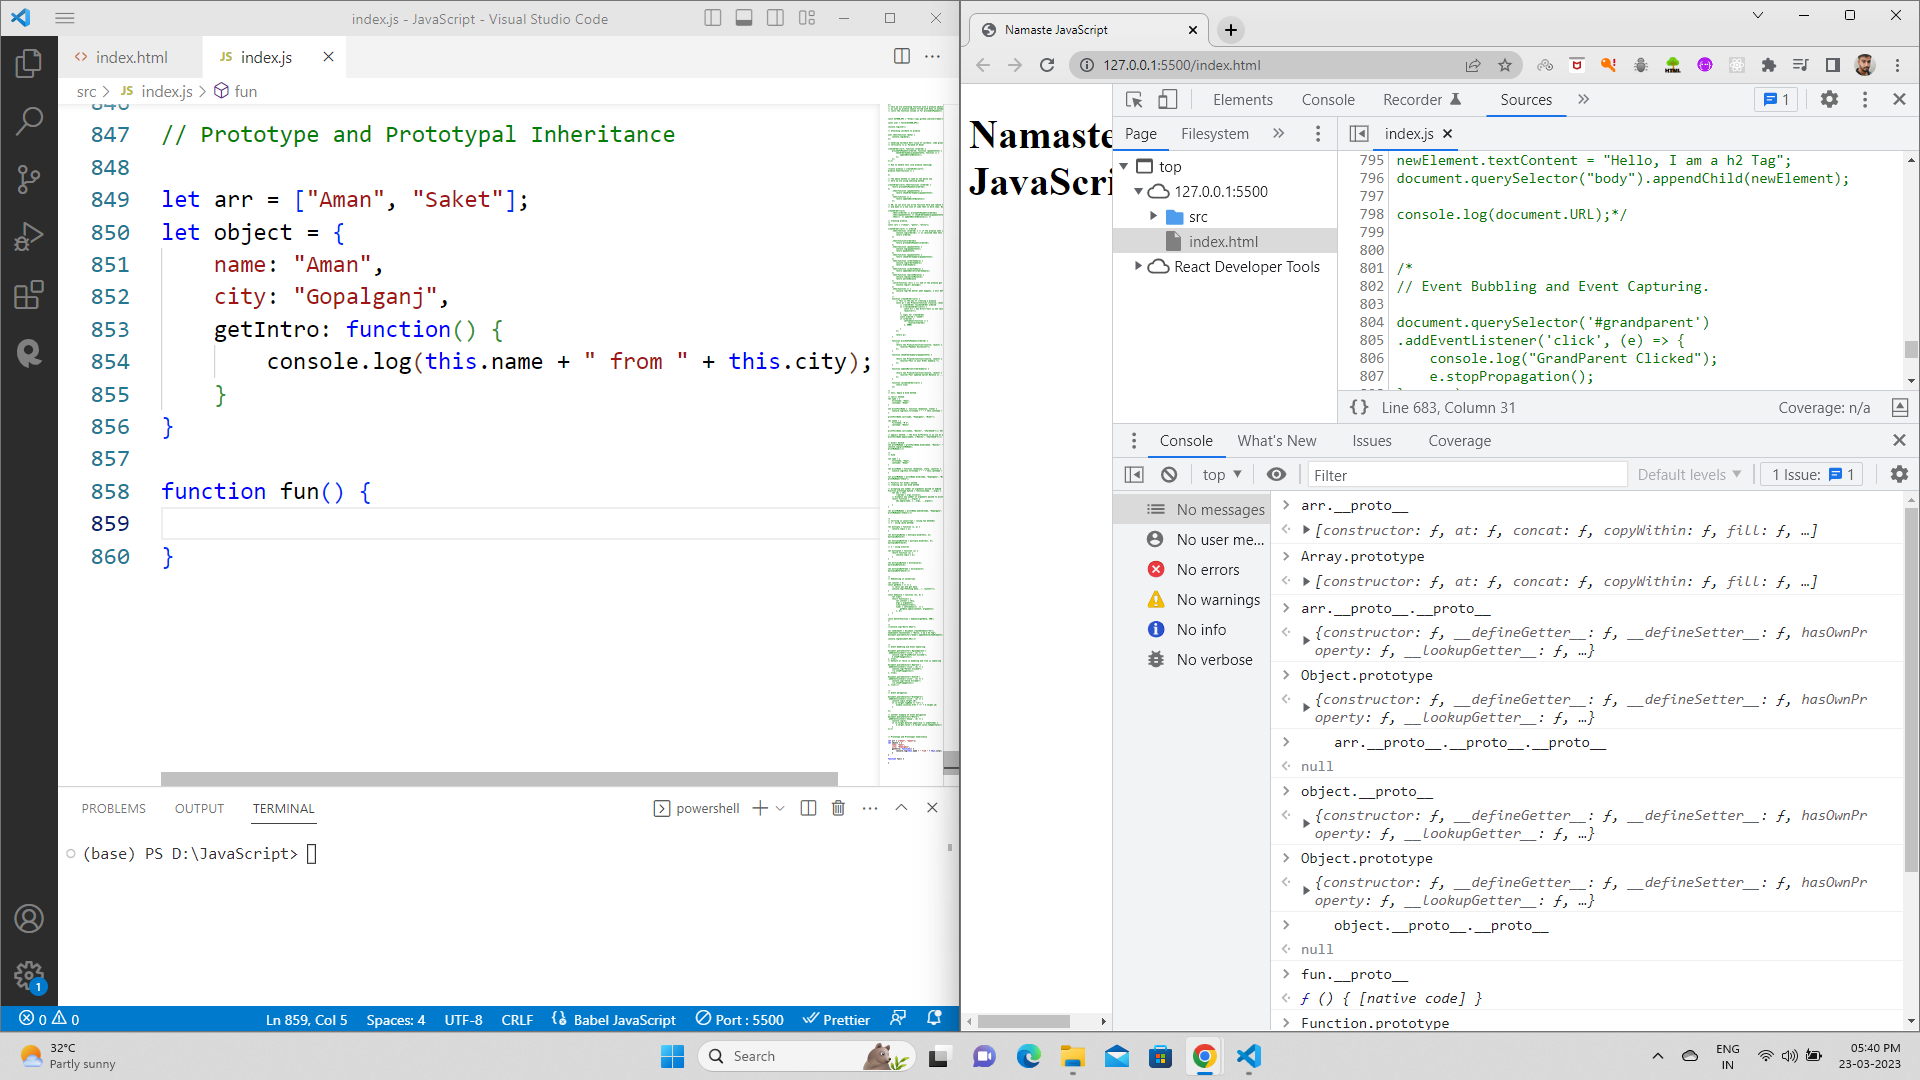 index.js - JavaScript - Visual Studio Code
index.html
JS index.js
src > JS index.js > fun
846
847 // Prototype and Prototypal Inheritance
848
849 let arr = ["Aman", "Saket"];
850 let object = {
851 name: "Aman",
852 city: "Gopalganj",
853 getIntro: function() {
854 console.log(this.name + " from " + this.city);
855 }
856 }
857
858 function fun() {
859
860 }
PROBLEMS OUTPUT TERMINAL
powershell
(base) PS D:\JavaScript>
0 0 Ln 859, Col 5 Spaces: 4 UTF-8 CRLF Babel JavaScript Port : 5500 Prettier
1
Namaste JavaScript
127.0.0.1:5500/index.html
Namaste
JavaScri
Elements Console Recorder Sources 1
Page Filesystem
top
127.0.0.1:5500
src
index.html
React Developer Tools
index.js
795 newElement.textContent = "Hello, I am a h2 Tag";
796 document.querySelector("body").appendChild(newElement);
797
798 console.log(document.URL);*/
799
800
801 /*
802 // Event Bubbling and Event Capturing.
803
804 document.querySelector('#grandparent')
805 .addEventListener('click', (e) => {
806 console.log("GrandParent Clicked");
807 e.stopPropagation();
{} Line 683, Column 31 Coverage: n/a
Console What's New Issues Coverage
top Filter Default levels 1 Issue: 1
No messages
No user me...
No errors
No warnings
No info
No verbose
arr.__proto__
[constructor: ƒ, at: ƒ, concat: ƒ, copyWithin: ƒ, fill: ƒ, …]
Array.prototype
[constructor: ƒ, at: ƒ, concat: ƒ, copyWithin: ƒ, fill: ƒ, …]
arr.__proto__.__proto__
{constructor: ƒ, __defineGetter__: ƒ, __defineSetter__: ƒ, hasOwnPr
operty: ƒ, __lookupGetter__: ƒ, …}
Object.prototype
{constructor: ƒ, __defineGetter__: ƒ, __defineSetter__: ƒ, hasOwnPr
operty: ƒ, __lookupGetter__: ƒ, …}
arr.__proto__.__proto__.__proto__
null
object.__proto__
{constructor: ƒ, __defineGetter__: ƒ, __defineSetter__: ƒ, hasOwnPr
operty: ƒ, __lookupGetter__: ƒ, …}
Object.prototype
{constructor: ƒ, __defineGetter__: ƒ, __defineSetter__: ƒ, hasOwnPr
operty: ƒ, __lookupGetter__: ƒ, …}
object.__proto__.__proto__
null
fun.__proto__
ƒ () { [native code] }
Function.prototype
32°C
Partly sunny
Search
ENG
IN
05:40 PM
23-03-2023